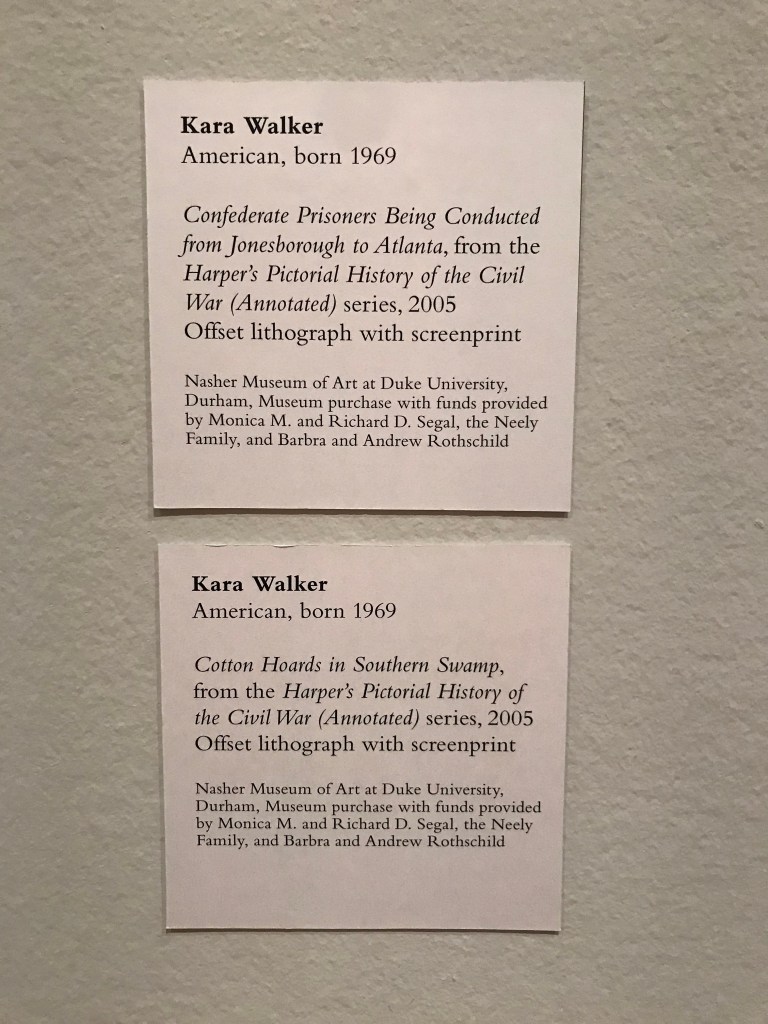 Kara Walker
American, born 1969
Confederate Prisoners Being Conducted
from Jonesborough to Atlanta, from the
Harper's Pictorial History of the Civil
War (Annotated) series, 2005
Offset lithograph with screenprint
Nasher Museum of Art at Duke University,
Durham, Museum purchase with funds provided
by Monica M. and Richard D. Segal, the Neely
Family, and Barbra and Andrew Rothschild
Kara Walker
American, born 1969
Cotton Hoards in Southern Swamp,
from the Harper's Pictorial History of
the Civil War (Annotated) series, 2005
Offset lithograph with screenprint
Nasher Museum of Art at Duke University,
Durham, Museum purchase with funds provided
by Monica M. and Richard D. Segal, the Neely
Family, and Barbra and Andrew Rothschild